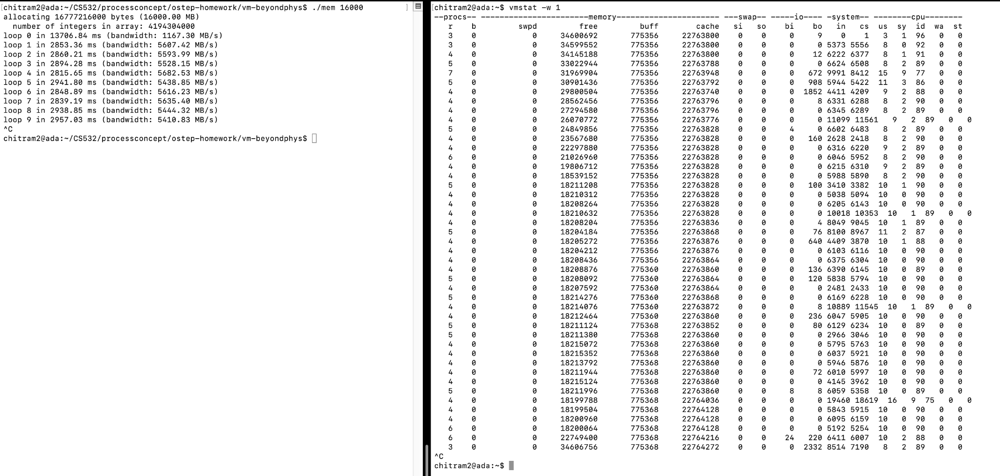 [chitram2@ada:~/CS532/processconcept/ostep-homework/vm-beyondphys$ ./mem 16000 ]
allocating 16777216000 bytes (16000.00 MB)
  number of integers in array: 4194304000
loop 0 in 13706.84 ms (bandwidth: 1167.30 MB/s)
loop 1 in 2853.36 ms (bandwidth: 5607.42 MB/s)
loop 2 in 2860.21 ms (bandwidth: 5593.99 MB/s)
loop 3 in 2894.28 ms (bandwidth: 5528.15 MB/s)
loop 4 in 2815.65 ms (bandwidth: 5682.53 MB/s)
loop 5 in 2941.80 ms (bandwidth: 5438.85 MB/s)
loop 6 in 2848.89 ms (bandwidth: 5616.23 MB/s)
loop 7 in 2839.19 ms (bandwidth: 5635.40 MB/s)
loop 8 in 2938.85 ms (bandwidth: 5444.32 MB/s)
loop 9 in 2957.03 ms (bandwidth: 5410.83 MB/s)
^C
chitram2@ada:~/CS532/processconcept/ostep-homework/vm-beyondphys$
[chitram2@ada:~$ vmstat -w 1
--procs-- -----------------------memory---------------------- ---swap-- -----io---- -system-- --------cpu--------
r b swpd free buff cache si so bi bo in cs us sy id wa st
3 0 0 34600692 775356 22763800 0 0 0 9 0 1 3 1 96 0 0
3 0 0 34599552 775356 22763800 0 0 0 0 5373 5556 8 0 92 0 0
4 0 0 34145188 775356 22763800 0 0 0 12 6222 6377 8 1 91 0 0
5 0 0 33022944 775356 22763788 0 0 0 0 6624 6508 8 2 89 0 0
7 0 0 31969904 775356 22763948 0 0 0 672 9991 8412 15 9 77 0 0
5 0 0 30901436 775356 22763792 0 0 0 908 5944 5422 11 3 86 0 0
4 0 0 29800504 775356 22763740 0 0 0 1852 4411 4209 9 2 88 0 0
4 0 0 28562456 775356 22763796 0 0 0 8 6331 6288 8 2 90 0 0
4 0 0 27294580 775356 22763796 0 0 0 0 6345 6289 8 2 89 0 0
4 0 0 26070772 775356 22763776 0 0 0 0 11099 11561 9 2 89 0 0
5 0 0 24849856 775356 22763828 0 0 4 0 6602 6483 8 2 89 0 0
4 0 0 23567680 775356 22763828 0 0 0 160 2628 2418 8 2 90 0 0
4 0 0 22297880 775356 22763828 0 0 0 0 6316 6220 9 2 89 0 0
6 0 0 21026960 775356 22763828 0 0 0 0 6046 5952 8 2 90 0 0
4 0 0 19806712 775356 22763828 0 0 0 0 6215 6310 9 2 89 0 0
4 0 0 18539152 775356 22763828 0 0 0 0 5988 5890 8 2 90 0 0
5 0 0 18211208 775356 22763828 0 0 0 100 3410 3382 10 1 90 0 0
4 0 0 18210312 775356 22763828 0 0 0 0 5038 5094 10 0 90 0 0
4 0 0 18208264 775356 22763828 0 0 0 0 6205 6143 10 0 90 0 0
4 0 0 18210632 775356 22763828 0 0 0 0 10018 10353 10 1 89 0 0
4 0 0 18208204 775356 22763836 0 0 0 4 8049 9045 10 1 89 0 0
5 0 0 18204184 775356 22763868 0 0 0 76 8100 8967 11 2 87 0 0
4 0 0 18205272 775356 22763876 0 0 0 640 4409 3870 10 1 88 0 0
4 0 0 18204212 775356 22763876 0 0 0 0 6103 6116 10 0 90 0 0
4 0 0 18208436 775356 22763864 0 0 0 0 6375 6304 10 0 90 0 0
4 0 0 18208876 775360 22763860 0 0 0 136 6390 6145 10 0 89 0 0
5 0 0 18208092 775360 22763864 0 0 0 120 5838 5794 10 0 90 0 0
4 0 0 18207592 775360 22763864 0 0 0 0 2481 2433 10 0 90 0 0
5 0 0 18214276 775360 22763868 0 0 0 0 6169 6228 10 0 90 0 0
4 0 0 18214076 775360 22763872 0 0 0 8 10889 11545 10 1 89 0 0
4 0 0 18212464 775360 22763860 0 0 0 236 6047 5905 10 0 90 0 0
5 0 0 18211124 775368 22763852 0 0 0 80 6129 6234 10 0 89 0 0
5 0 0 18211380 775368 22763860 0 0 0 0 2966 3046 10 0 90 0 0
4 0 0 18215072 775368 22763860 0 0 0 0 5795 5763 10 0 90 0 0
4 0 0 18215352 775368 22763860 0 0 0 0 6037 5921 10 0 90 0 0
4 0 0 18213792 775368 22763860 0 0 0 0 5946 5876 10 0 90 0 0
4 0 0 18211944 775368 22763860 0 0 0 72 6010 5997 10 0 90 0 0
4 0 0 18215124 775368 22763860 0 0 0 0 4145 3962 10 0 90 0 0
5 0 0 18211996 775368 22763860 0 0 8 8 6059 5358 10 0 89 0 0
4 0 0 18199788 775368 22764036 0 0 0 0 19460 18619 16 9 75 0 0
4 0 0 18199504 775368 22764128 0 0 0 0 5843 5915 10 0 90 0 0
4 0 0 18200960 775368 22764128 0 0 0 0 6095 6159 10 0 90 0 0
6 0 0 18200064 775368 22764128 0 0 0 0 5192 5254 10 0 90 0 0
6 0 0 22749400 775368 22764216 0 0 24 220 6411 6007 10 2 88 0 0
3 0 0 34606756 775368 22764272 0 0 0 2332 8514 7190 8 2 89 0 0
^C
chitram2@ada:~$